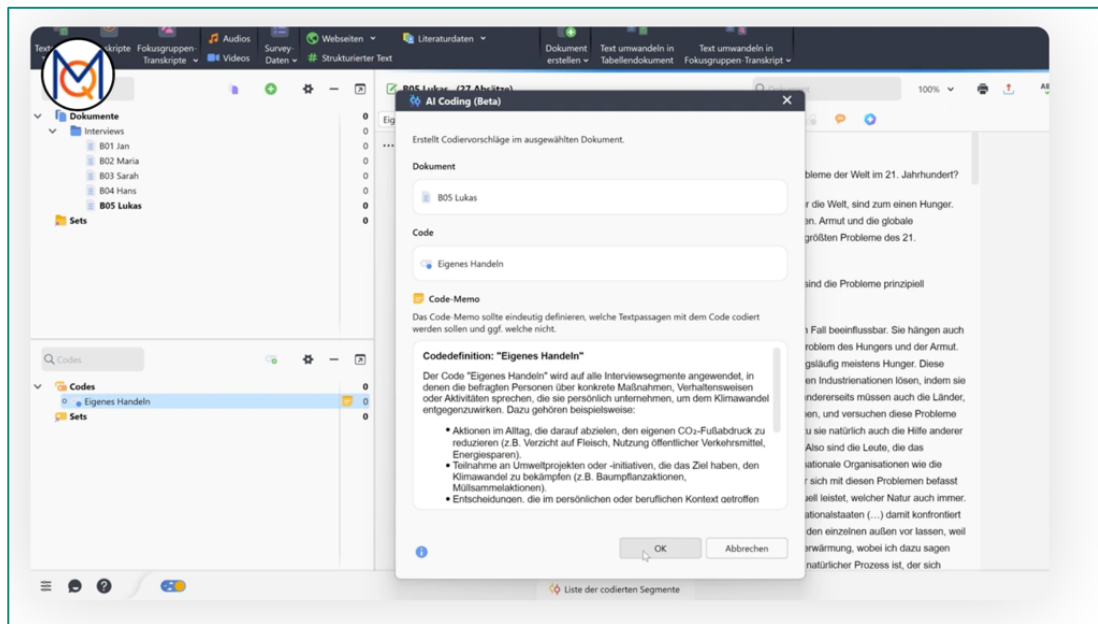 Audios
Webseiten
Literaturdaten
Fokusgruppen-
Transkripte
Videos
Survey-
Daten
# Strukturierter Text
Dokument
erstellen
Text umwandeln in
Tabellendokument
Text umwandeln in
Fokusgruppen-Transkript
MQ
B05 Lukas (27 Absätze)
100%
Dokumente 0
Interviews 0
B01 Jan 0
B02 Maria 0
B03 Sarah 0
B04 Hans 0
B05 Lukas 0
Sets 0
Codes
Codes 0
Eigenes Handeln 0
Sets 0
AI Coding (Beta)
Erstellt Codiervorschläge im ausgewählten Dokument.
Dokument
B05 Lukas
Code
Eigenes Handeln
Code-Memo
Das Code-Memo sollte eindeutig definieren, welche Textpassagen mit dem Code codiert
werden sollen und ggf. welche nicht.
Codedefinition: "Eigenes Handeln"
Der Code "Eigenes Handeln" wird auf alle Interviewsegmente angewendet, in
denen die befragten Personen über konkrete Maßnahmen, Verhaltensweisen
oder Aktivitäten sprechen, die sie persönlich unternehmen, um dem Klimawandel
entgegenzuwirken. Dazu gehören beispielsweise:
• Aktionen im Alltag, die darauf abzielen, den eigenen CO₂-Fußabdruck zu
reduzieren (z.B. Verzicht auf Fleisch, Nutzung öffentlicher Verkehrsmittel,
Energiesparen).
• Teilnahme an Umweltprojekten oder -initiativen, die das Ziel haben, den
Klimawandel zu bekämpfen (z.B. Baumpflanzaktionen,
Müllsammelaktionen).
• Entscheidungen, die im persönlichen oder beruflichen Kontext getroffen
OK
Abbrechen
bleme der Welt im 21. Jahrhundert?
r die Welt, sind zum einen Hunger.
en. Armut und die globale
größten Probleme des 21.
sind die Probleme prinzipiell
n Fall beeinflussbar. Sie hängen auch
roblem des Hungers und der Armut.
gsläufig meistens Hunger. Diese
en Industrienationen lösen, indem sie
ndererseits müssen auch die Länder,
nen, und versuchen diese Probleme
u sie natürlich auch die Hilfe anderer
Also sind die Leute, die das
nationale Organisationen wie die
r sich mit diesen Problemen befasst
uell leistet, welcher Natur auch immer.
ationalstaaten (...) damit konfrontiert
den einzelnen außen vor lassen, weil
erwärmung, wobei ich dazu sagen
natürlicher Prozess ist, der sich
Liste der codierten Segmente